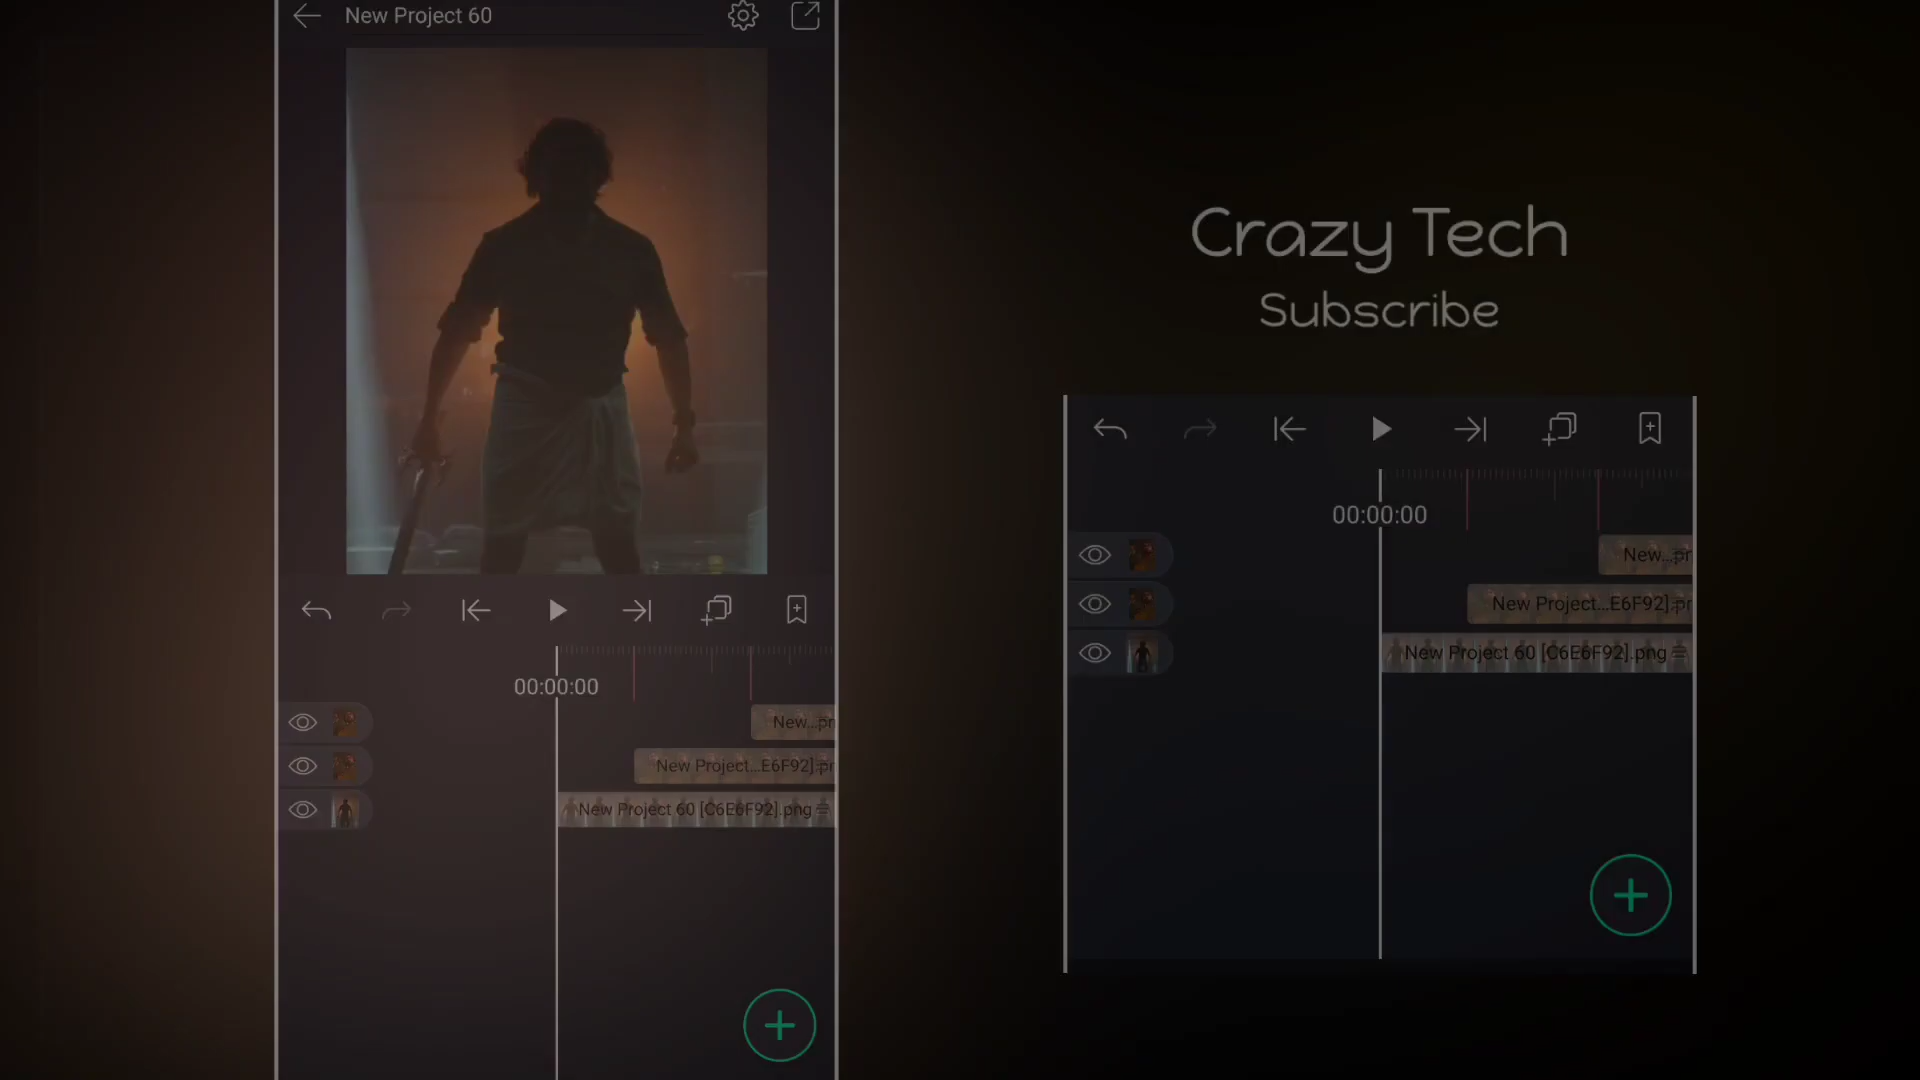 New Project 60
00:00:00
New...pr
New Project...E6F92].pr
New Project 60 [C6E6F92].png
Crazy Tech
Subscribe
00:00:00
New...pr
New Project...E6F92].pr
New Project 60 [C6E6F92].png